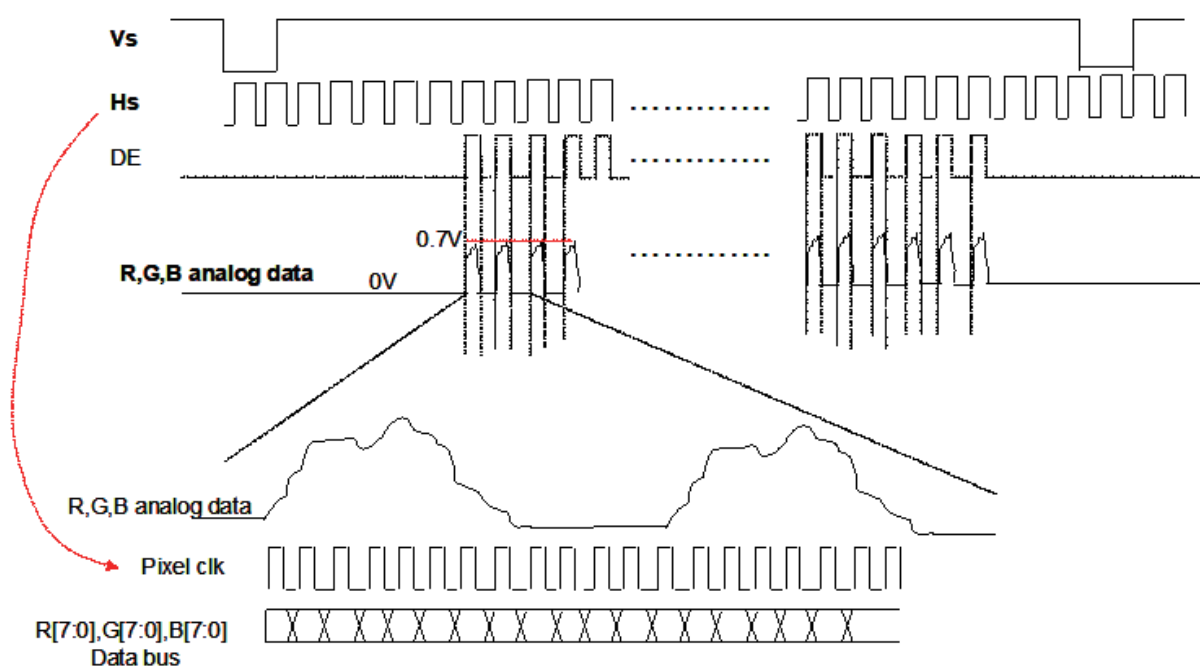 Vs
Hs
DE
0.7V
R,G,B analog data
0V
R,G,B analog data
Pixel clk
R[7:0],G[7:0],B[7:0]
Data bus